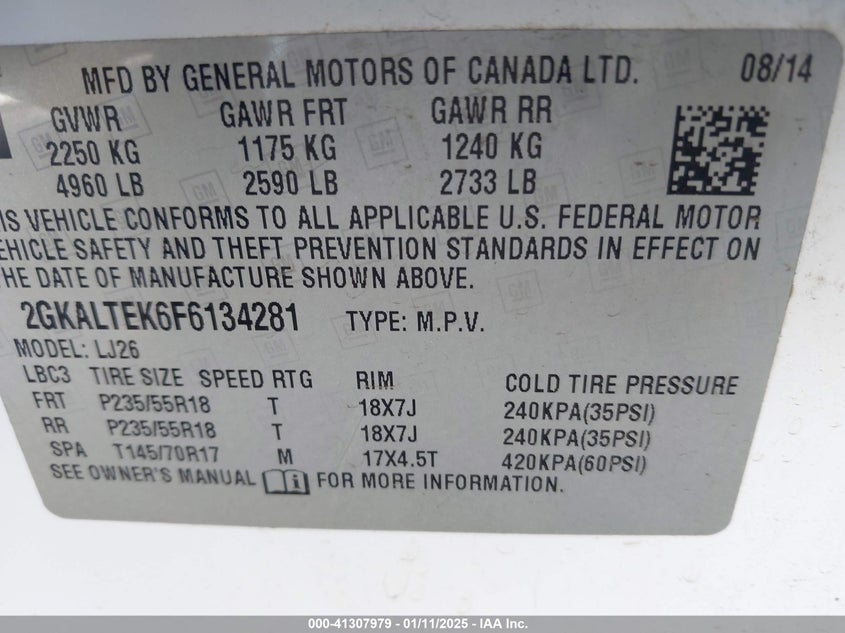 MFD BY GENERAL MOTORS OF CANADA LTD. 08/14
GVWR GAWR FRT GAWR RR
2250 KG 1175 KG 1240 KG
4960 LB 2590 LB 2733 LB
IS VEHICLE CONFORMS TO ALL APPLICABLE U.S. FEDERAL MOTOR
EHICLE SAFETY AND THEFT PREVENTION STANDARDS IN EFFECT ON
HE DATE OF MANUFACTURE SHOWN ABOVE.
2GKALTEK6F6134281 TYPE: M.P.V.
MODEL: LJ26
LBC3 TIRE SIZE SPEED RTG RIM COLD TIRE PRESSURE
FRT P235/55R18 T 18X7J 240KPA(35PSI)
RR P235/55R18 T 18X7J 240KPA(35PSI)
SPA T145/70R17 M 17X4.5T 420KPA(60PSI)
SEE OWNER'S MANUAL i FOR MORE INFORMATION.
000-41307979 - 01/11/2025 - IAA Inc.